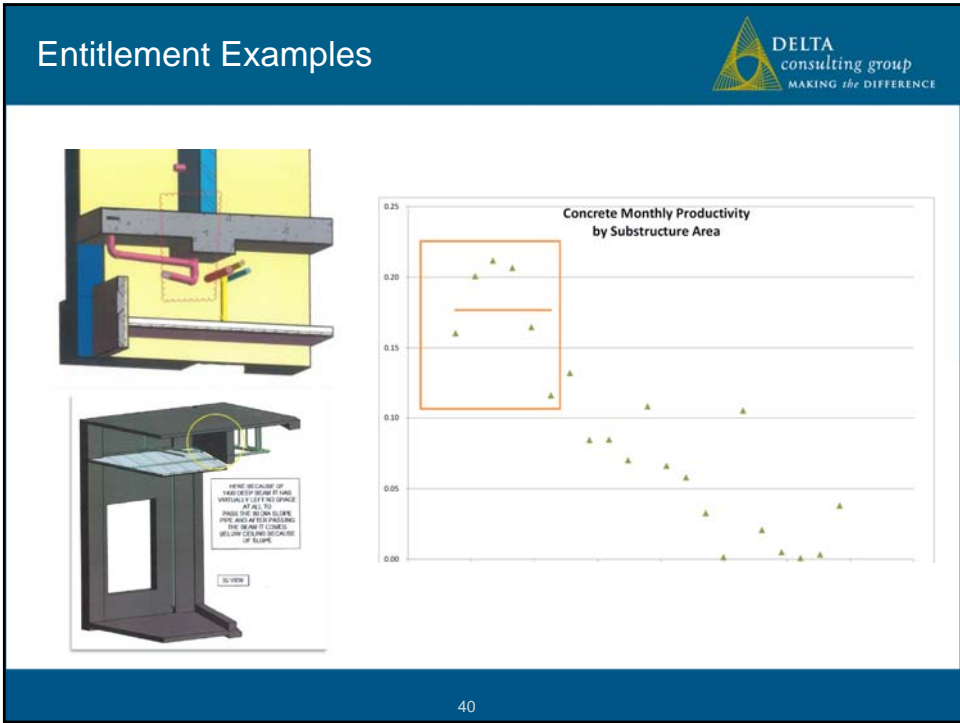 Entitlement Examples
DELTA
consulting group
MAKING the DIFFERENCE
Concrete Monthly Productivity
by Substructure Area
0.25
0.20
0.15
0.10
0.05
0.00
HERE BECAUSE OF
1400 DEEP BEAM IT HAS
VIRTUALLY LEFT NO SPACE
AT ALL TO
PASS THE 80 DIA SLOPE
PIPE AND AFTER PASSING
THE BEAM IT COMES
BELOW CEILING BECAUSE
OF SLOPE
VIEW
40